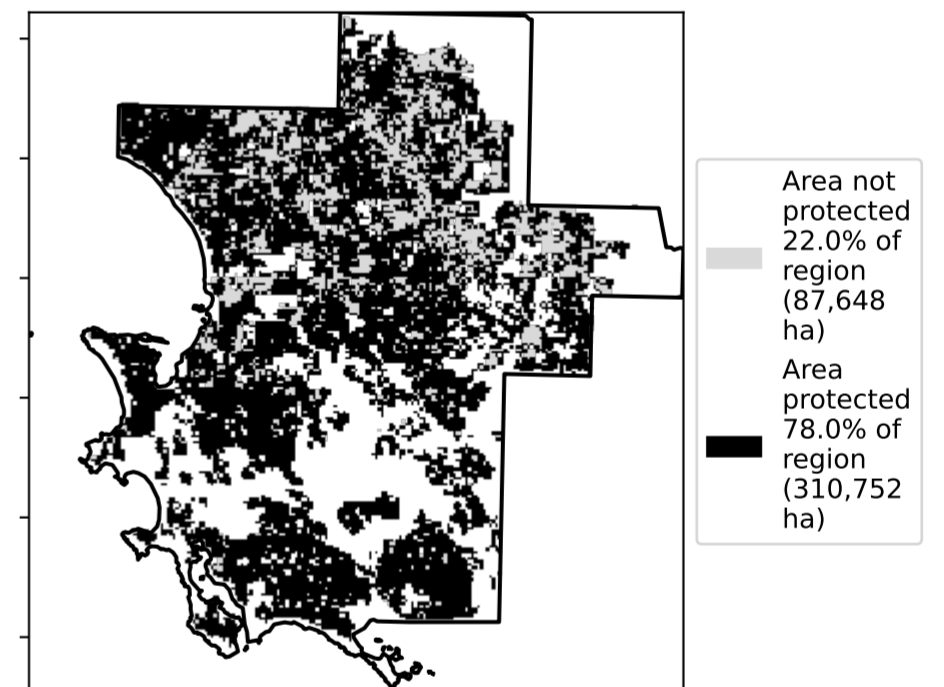 Area not
protected
22.0% of
region
(87,648
ha)
Area
protected
78.0% of
region
(310,752
ha)